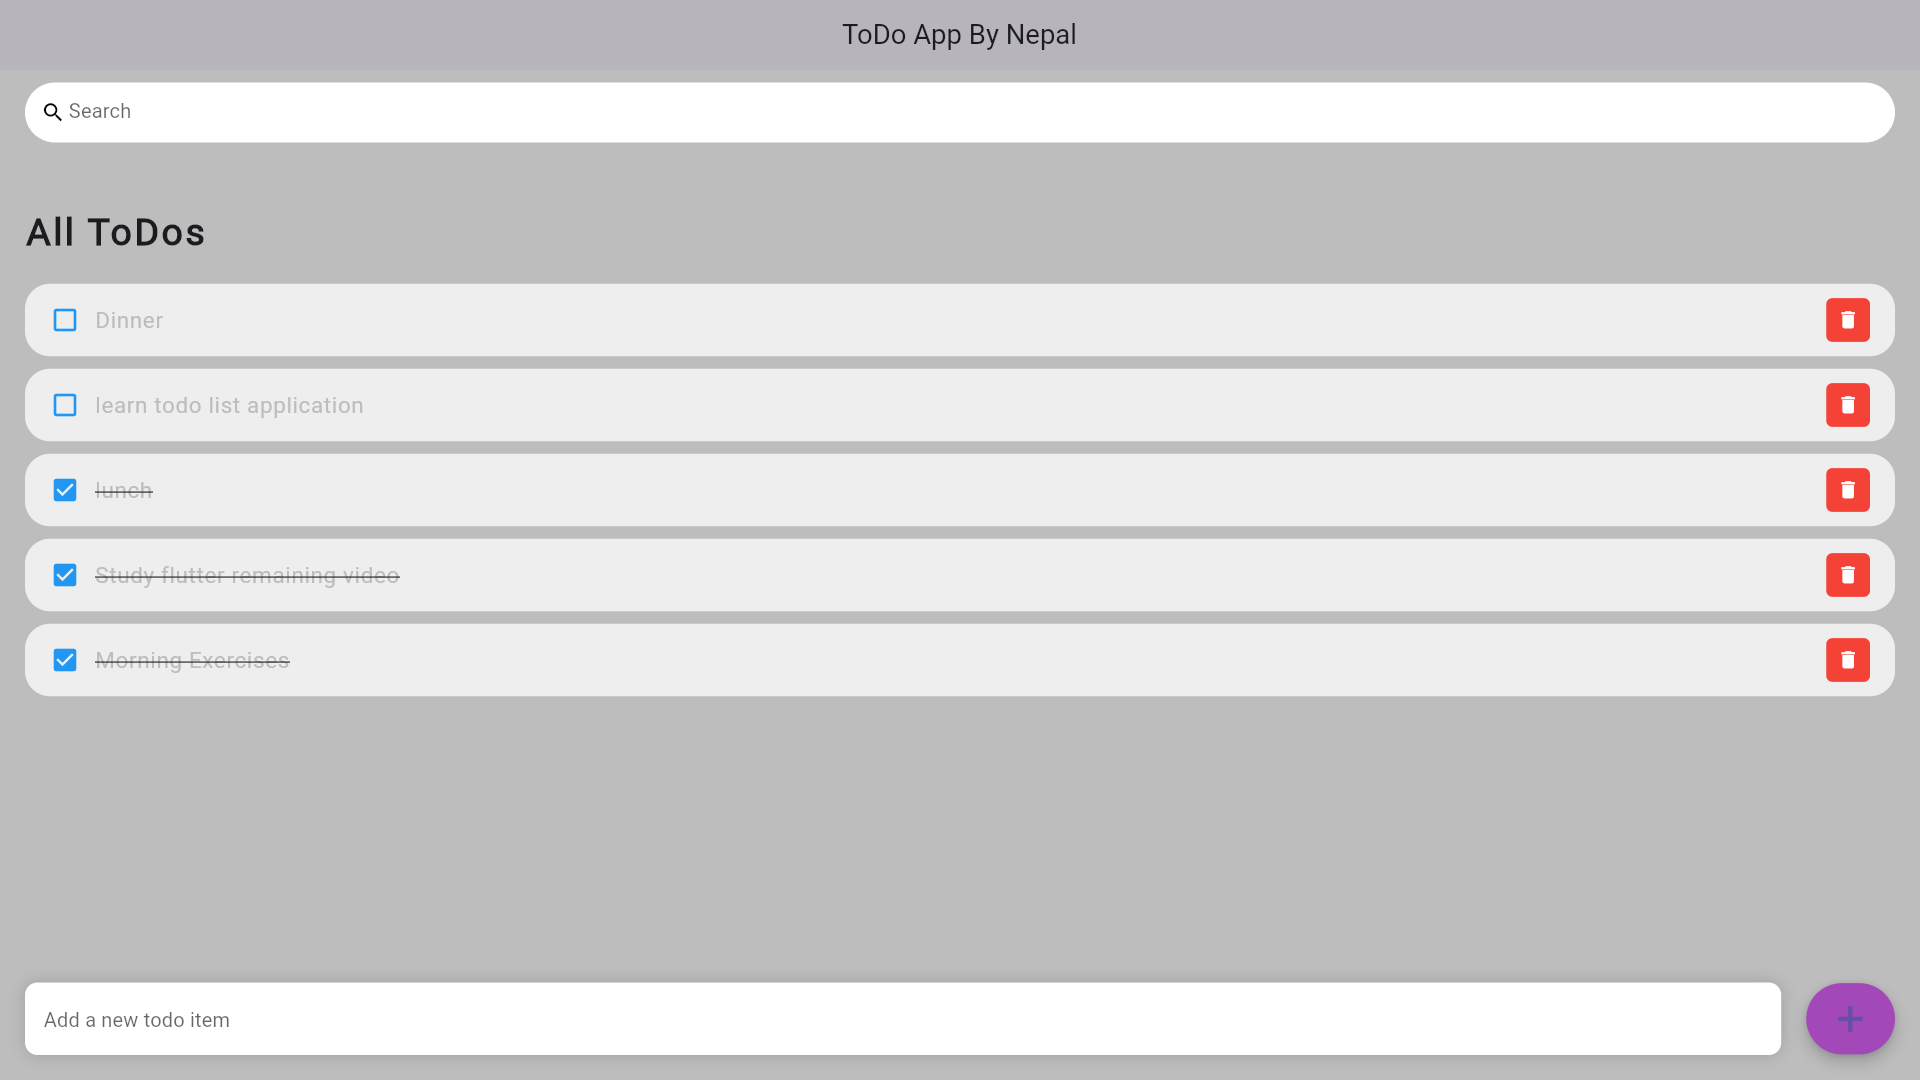 ToDo App By Nepal
Search
All ToDos
Dinner
learn todo list application
lunch
Study flutter remaining video
Morning Exercises
Add a new todo item